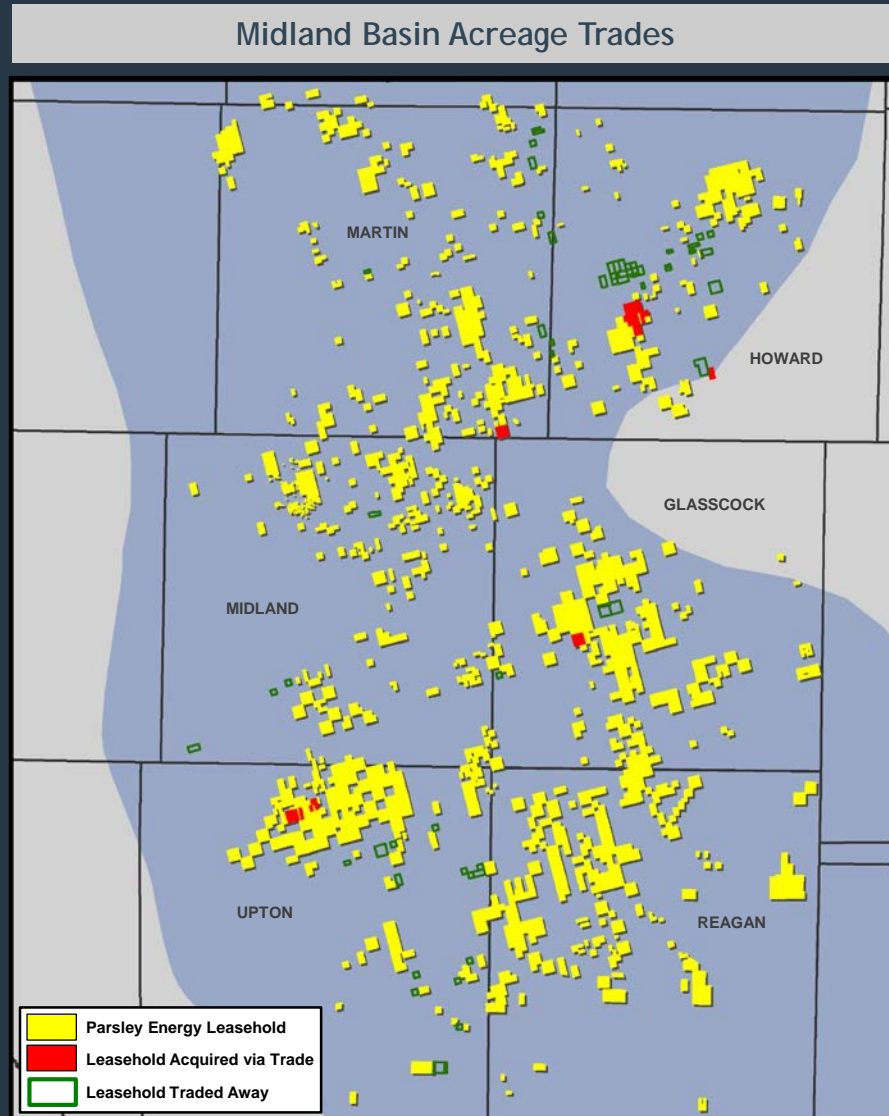 Midland Basin Acreage Trades
MARTIN
HOWARD
GLASSCOCK
MIDLAND
UPTON
REAGAN
Parsley Energy Leasehold
Leasehold Acquired via Trade
Leasehold Traded Away